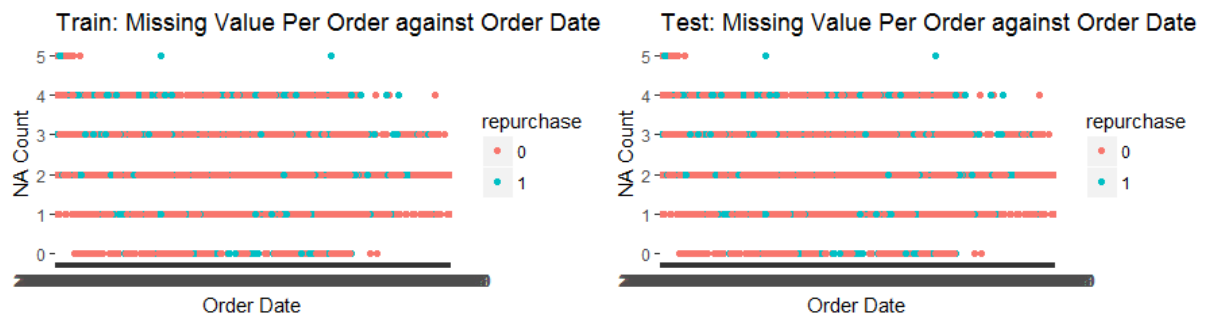 Train: Missing Value Per Order against Order Date
5
4
3
2
1
0
NA Count
Order Date
repurchase
0
1
Test: Missing Value Per Order against Order Date
5
4
3
2
1
0
NA Count
Order Date
repurchase
0
1